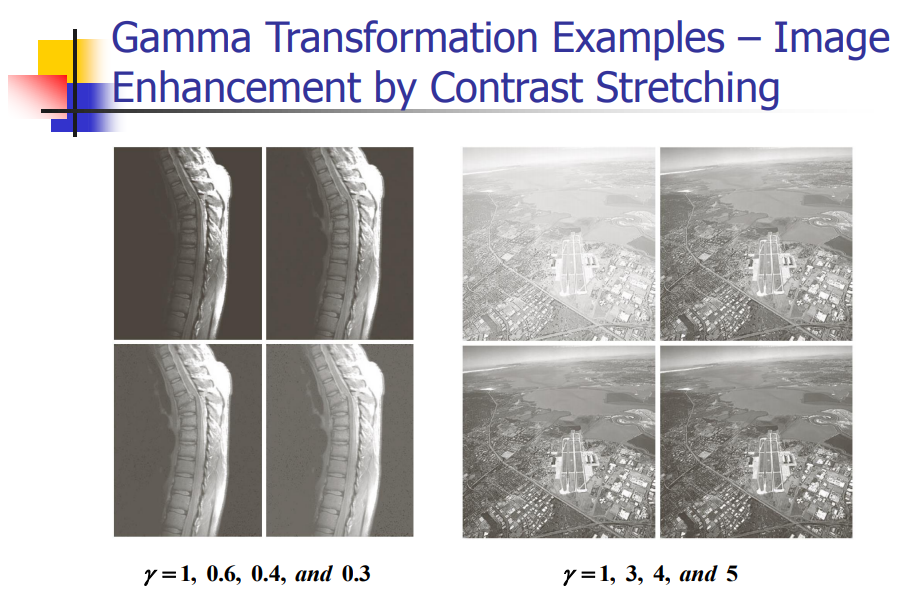 Gamma Transformation Examples – Image
Enhancement by Contrast Stretching
γ = 1, 0.6, 0.4, and 0.3
γ = 1, 3, 4, and 5